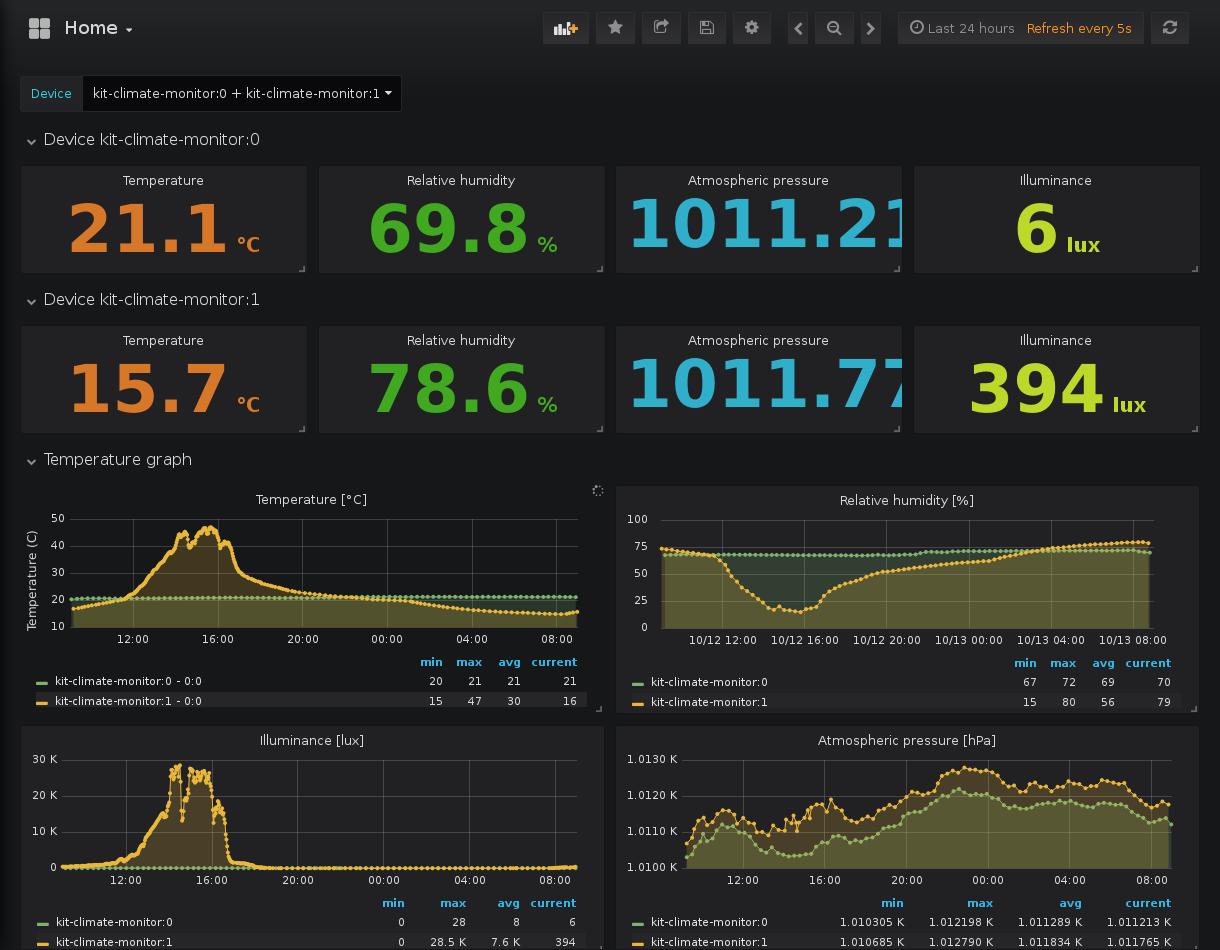 Home
Last 24 hours Refresh every 5s
Device kit-climate-monitor:0 + kit-climate-monitor:1
Device kit-climate-monitor:0
Temperature Relative humidity Atmospheric pressure Illuminance
21.1 °C 69.8 % 1011.21 6 lux
Device kit-climate-monitor:1
Temperature Relative humidity Atmospheric pressure Illuminance
15.7 °C 78.6 % 1011.77 394 lux
Temperature graph
Temperature [°C]
Temperature (C)
50
40
30
20
10
12:00 16:00 20:00 00:00 04:00 08:00
min max avg current
kit-climate-monitor:0 - 0:0 20 21 21 21
kit-climate-monitor:1 - 0:0 15 47 30 16
Relative humidity [%]
100
75
50
25
0
10/12 12:00 10/12 16:00 10/12 20:00 10/13 00:00 10/13 04:00 10/13 08:00
min max avg current
kit-climate-monitor:0 67 72 69 70
kit-climate-monitor:1 15 80 56 79
Illuminance [lux]
30 K
20 K
10 K
0
12:00 16:00 20:00 00:00 04:00 08:00
min max avg current
kit-climate-monitor:0 0 28 8 6
kit-climate-monitor:1 0 28.5 K 7.6 K 394
Atmospheric pressure [hPa]
1.0130 K
1.0120 K
1.0110 K
1.0100 K
12:00 16:00 20:00 00:00 04:00 08:00
min max avg current
kit-climate-monitor:0 1.010305 K 1.012198 K 1.011289 K 1.011213 K
kit-climate-monitor:1 1.010685 K 1.012790 K 1.011834 K 1.011765 K